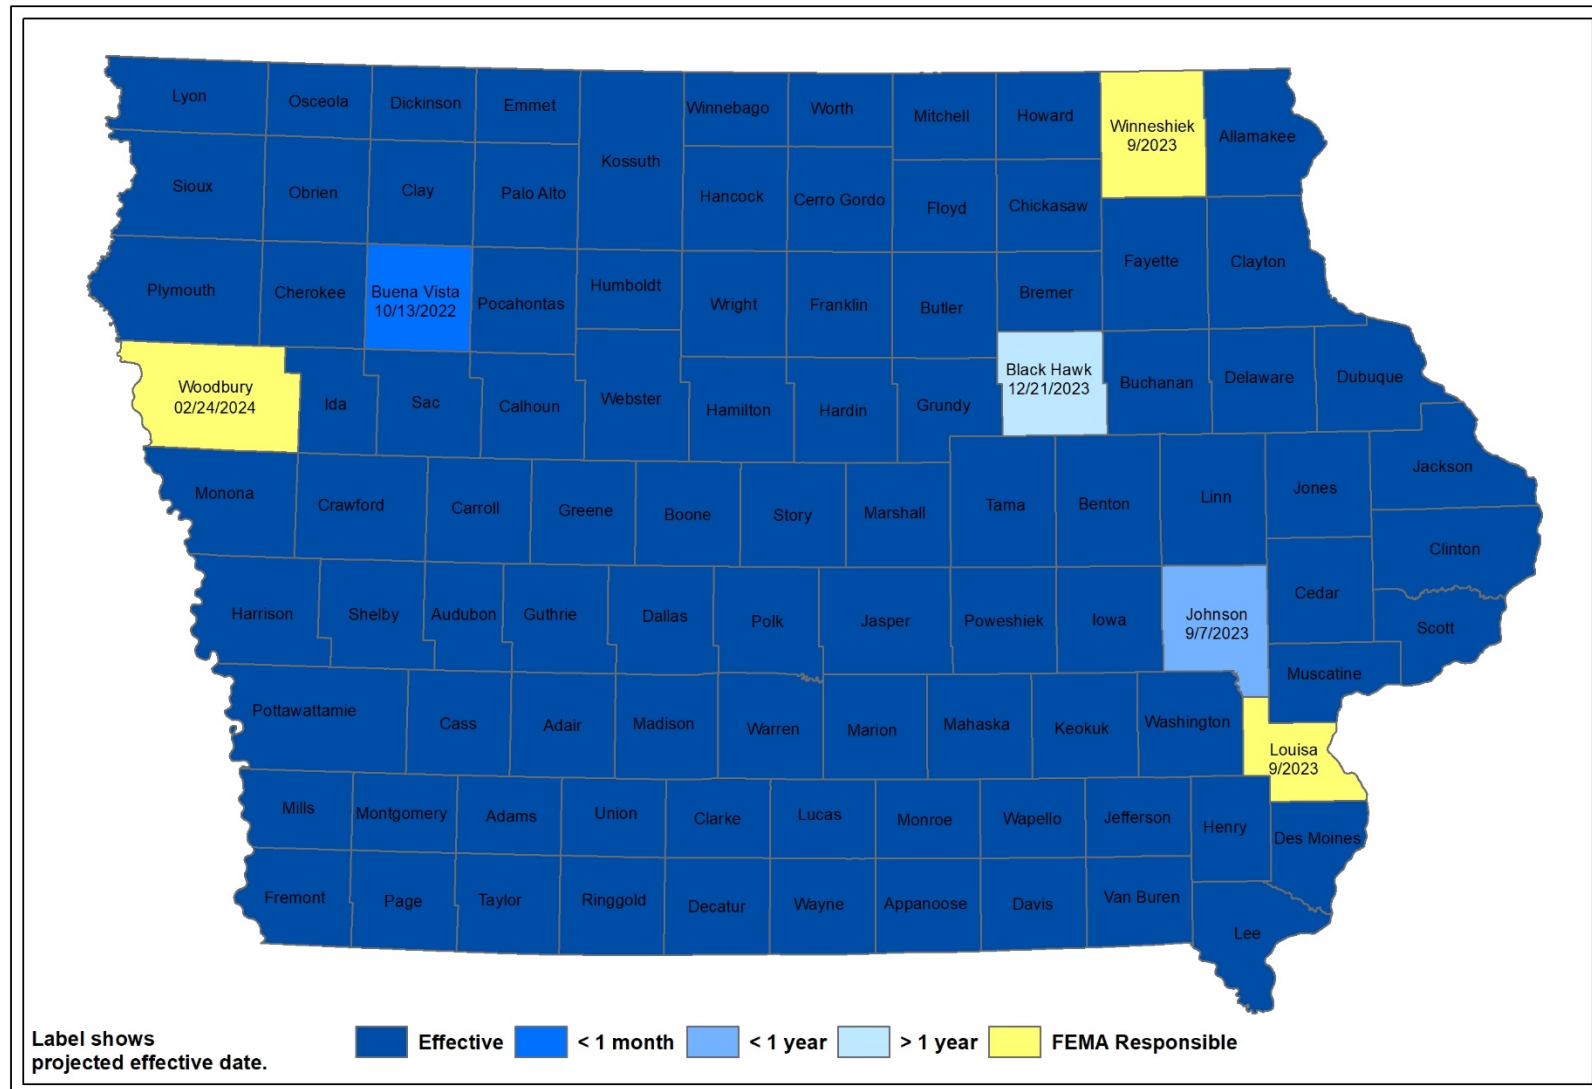 Lyon
Osceola
Dickinson
Emmet
Kossuth
Winnebago
Worth
Mitchell
Howard
Winneshiek
9/2023
Allamakee
Sioux
Obrien
Clay
Palo Alto
Hancock
Cerro Gordo
Floyd
Chickasaw
Fayette
Clayton
Plymouth
Cherokee
Buena Vista
10/13/2022
Pocahontas
Humboldt
Wright
Franklin
Butler
Bremer
Woodbury
02/24/2024
Ida
Sac
Calhoun
Webster
Hamilton
Hardin
Grundy
Black Hawk
12/21/2023
Buchanan
Delaware
Dubuque
Monona
Crawford
Carroll
Greene
Boone
Story
Marshall
Tama
Benton
Linn
Jones
Jackson
Clinton
Harrison
Shelby
Audubon
Guthrie
Dallas
Polk
Jasper
Poweshiek
Iowa
Johnson
9/7/2023
Cedar
Scott
Muscatine
Pottawattamie
Cass
Adair
Madison
Warren
Marion
Mahaska
Keokuk
Washington
Louisa
9/2023
Mills
Montgomery
Adams
Union
Clarke
Lucas
Monroe
Wapello
Jefferson
Henry
Des Moines
Fremont
Page
Taylor
Ringgold
Decatur
Wayne
Appanoose
Davis
Van Buren
Lee
Label shows
projected effective date.
Effective
< 1 month
< 1 year
> 1 year
FEMA Responsible